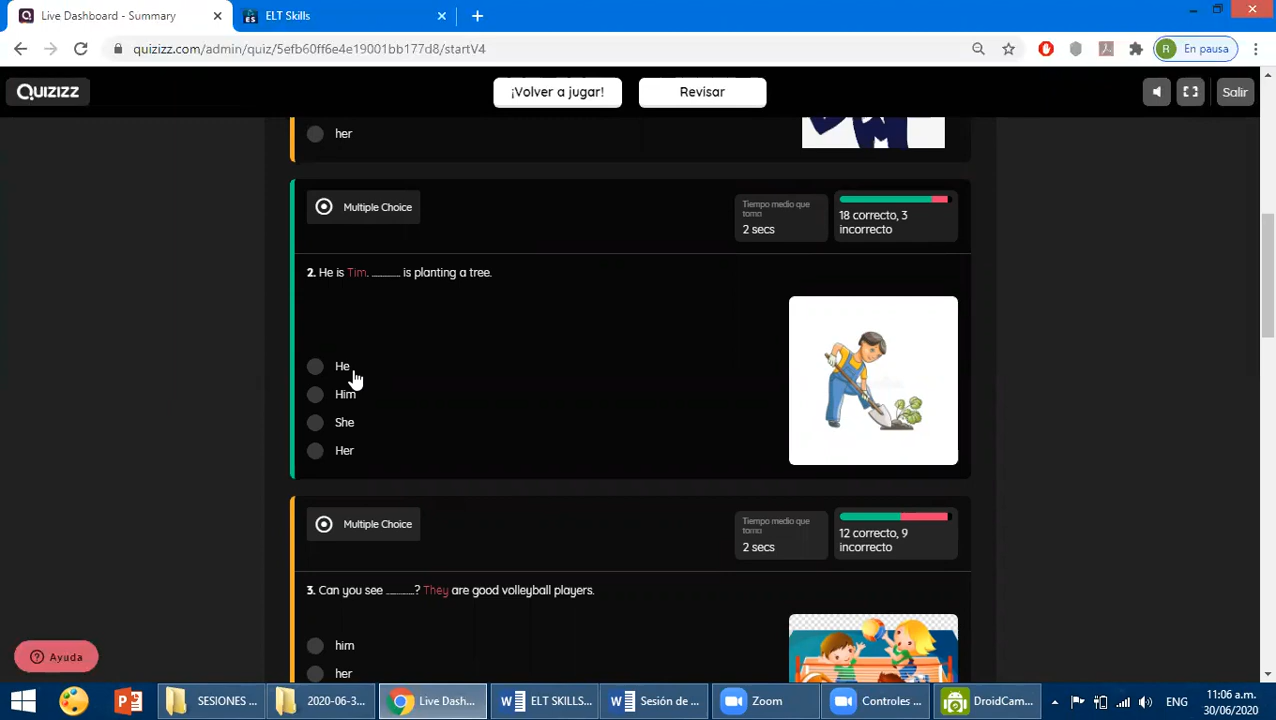 Live Dashboard - Summary
ELT Skills
quizizz.com/admin/quiz/5efb60ff6e4e19001bb177d8/startV4
R En pausa
Quizizz
¡Volver a jugar!
Revisar
Salir
her
Multiple Choice
Tiempo medio que
toma
2 secs
18 correcto, 3
incorrecto
2. He is Tim. ______ is planting a tree.
He
Him
She
Her
Multiple Choice
Tiempo medio que
toma
2 secs
12 correcto, 9
incorrecto
3. Can you see ______? They are good volleyball players.
him
her
Ayuda
SESIONES ...
2020-06-3...
Live Dash...
ELT SKILLS...
Sesión de ...
Zoom
Controles ...
DroidCam...
ENG
11:06 a.m.
30/06/2020